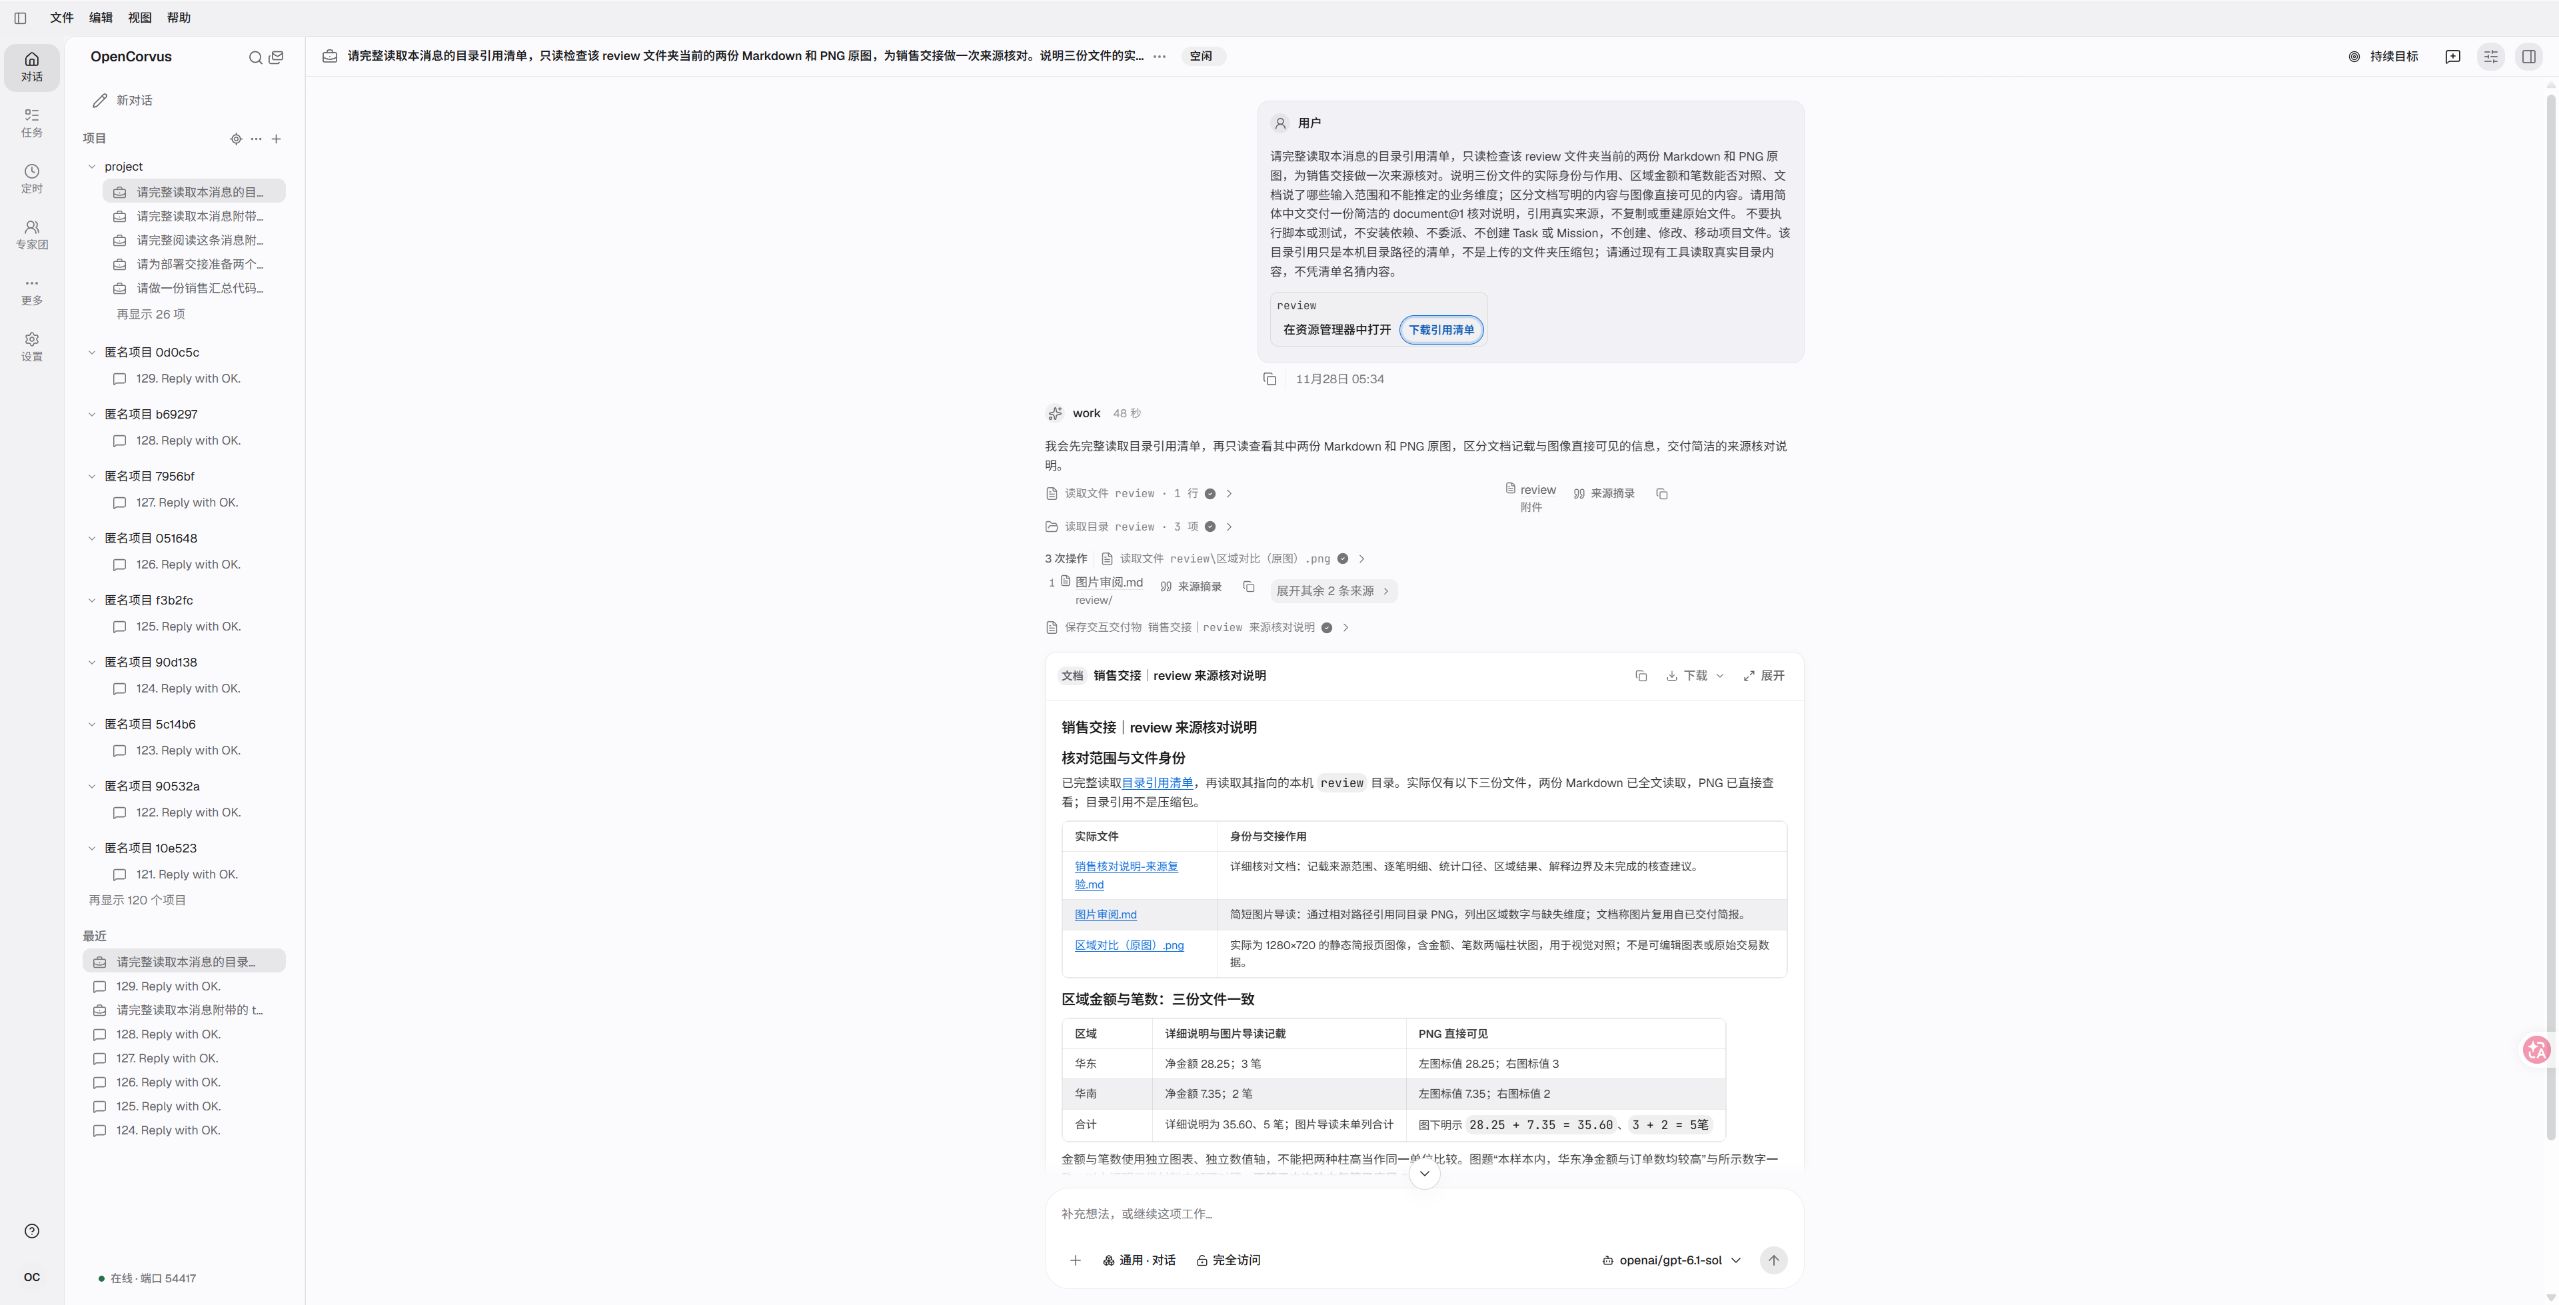 文件 编辑 视图 帮助
对话
任务
定时
专家团
更多
设置
OC
OpenCorvus
新对话
项目
project
请完整读取本消息的目...
请完整读取本消息附带...
请完整阅读这条消息附...
请为部署交接准备两个...
请做一份销售汇总代码...
再显示 26 项
匿名项目 0d0c5c
129. Reply with OK.
匿名项目 b69297
128. Reply with OK.
匿名项目 7956bf
127. Reply with OK.
匿名项目 051648
126. Reply with OK.
匿名项目 f3b2fc
125. Reply with OK.
匿名项目 90d138
124. Reply with OK.
匿名项目 5c14b6
123. Reply with OK.
匿名项目 90532a
122. Reply with OK.
匿名项目 10e523
121. Reply with OK.
再显示 120 个项目
最近
请完整读取本消息的目录...
129. Reply with OK.
请完整读取本消息附带的 t...
128. Reply with OK.
127. Reply with OK.
126. Reply with OK.
125. Reply with OK.
124. Reply with OK.
在线 · 端口 54417
请完整读取本消息的目录引用清单，只读检查该 review 文件夹当前的两份 Markdown 和 PNG 原图，为销售交接做一次来源核对。说明三份文件的实... ··· 空闲
持续目标
用户
请完整读取本消息的目录引用清单，只读检查该 review 文件夹当前的两份 Markdown 和 PNG 原
图，为销售交接做一次来源核对。说明三份文件的实际身份与作用、区域金额和笔数能否对照、文
档说了哪些输入范围和不能推定的业务维度；区分文档写明的内容与图像直接可见的内容。请用简
体中文交付一份简洁的 document@1 核对说明，引用真实来源，不复制或重建原始文件。 不要执
行脚本或测试，不安装依赖、不委派、不创建 Task 或 Mission，不创建、修改、移动项目文件。该
目录引用只是本机目录路径的清单，不是上传的文件夹压缩包；请通过现有工具读取真实目录内
容，不凭清单名猜内容。
review
在资源管理器中打开 下载引用清单
11月28日 05:34
work 48 秒
我会先完整读取目录引用清单，再只读查看其中两份 Markdown 和 PNG 原图，区分文档记载与图像直接可见的信息，交付简洁的来源核对说
明。
读取文件 review · 1 行
review
附件
来源摘录
读取目录 review · 3 项
3 次操作 读取文件 review\区域对比（原图）.png
1 图片审阅.md
review/
来源摘录
展开其余 2 条来源
保存交互交付物 销售交接｜review 来源核对说明
文档 销售交接｜review 来源核对说明 下载 展开
销售交接｜review 来源核对说明
核对范围与文件身份
已完整读取目录引用清单，再读取其指向的本机 review 目录。实际仅有以下三份文件，两份 Markdown 已全文读取，PNG 已直接查
看；目录引用不是压缩包。
实际文件 身份与交接作用
销售核对说明-来源复
验.md
详细核对文档：记载来源范围、逐笔明细、统计口径、区域结果、解释边界及未完成的核查建议。
图片审阅.md 简短图片导读：通过相对路径引用同目录 PNG，列出区域数字与缺失维度；文档称图片复用自已交付简报。
区域对比（原图）.png 实际为 1280×720 的静态简报页图像，含金额、笔数两幅柱状图，用于视觉对照；不是可编辑图表或原始交易数
据。
区域金额与笔数：三份文件一致
区域 详细说明与图片导读记载 PNG 直接可见
华东 净金额 28.25；3 笔 左图标值 28.25；右图标值 3
华南 净金额 7.35；2 笔 左图标值 7.35；右图标值 2
合计 详细说明为 35.60、5 笔；图片导读未单列合计 图下明示 28.25 + 7.35 = 35.60、3 + 2 = 5笔
金额与笔数使用独立图表、独立数值轴，不能把两种柱高当作同一单位比较。图题“本样本内，华东净金额与订单数均较高”与所示数字一
补充想法，或继续这项工作...
通用 · 对话 完全访问 openai/gpt-6.1-sol